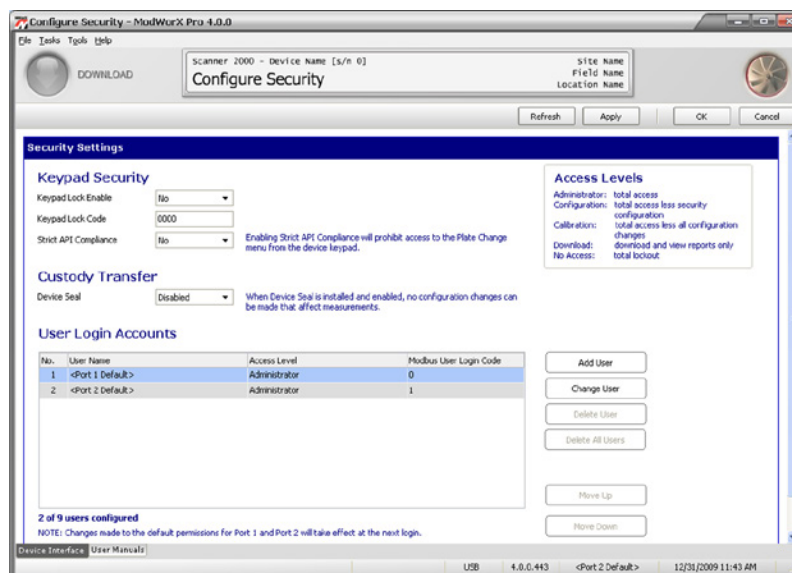 Configure Security - ModWorX Pro 4.0.0
File Tasks Tools Help
DOWNLOAD
Scanner 2000 - Device Name [s/n 0]
Configure Security
Site Name
Field Name
Location Name
Refresh Apply OK Cancel
Security Settings
Keypad Security
Keypad Lock Enable No
Keypad Lock Code 0000
Strict API Compliance No
Enabling Strict API Compliance will prohibit access to the Plate Change
menu from the device keypad.
Access Levels
Administrator: total access
Configuration: total access less security
configuration
Calibration: total access less all configuration
changes
Download: download and view reports only
No Access: total lockout
Custody Transfer
Device Seal Disabled
When Device Seal is installed and enabled, no configuration changes can
be made that affect measurements.
User Login Accounts
No. User Name Access Level Modbus User Login Code
1 <Port 1 Default> Administrator 0
2 <Port 2 Default> Administrator 1
Add User
Change User
Delete User
Delete All Users
Move Up
Move Down
2 of 9 users configured
NOTE: Changes made to the default permissions for Port 1 and Port 2 will take effect at the next login.
Device Interface User Manuals
USB 4.0.0.443 <Port 2 Default> 12/31/2009 11:43 AM